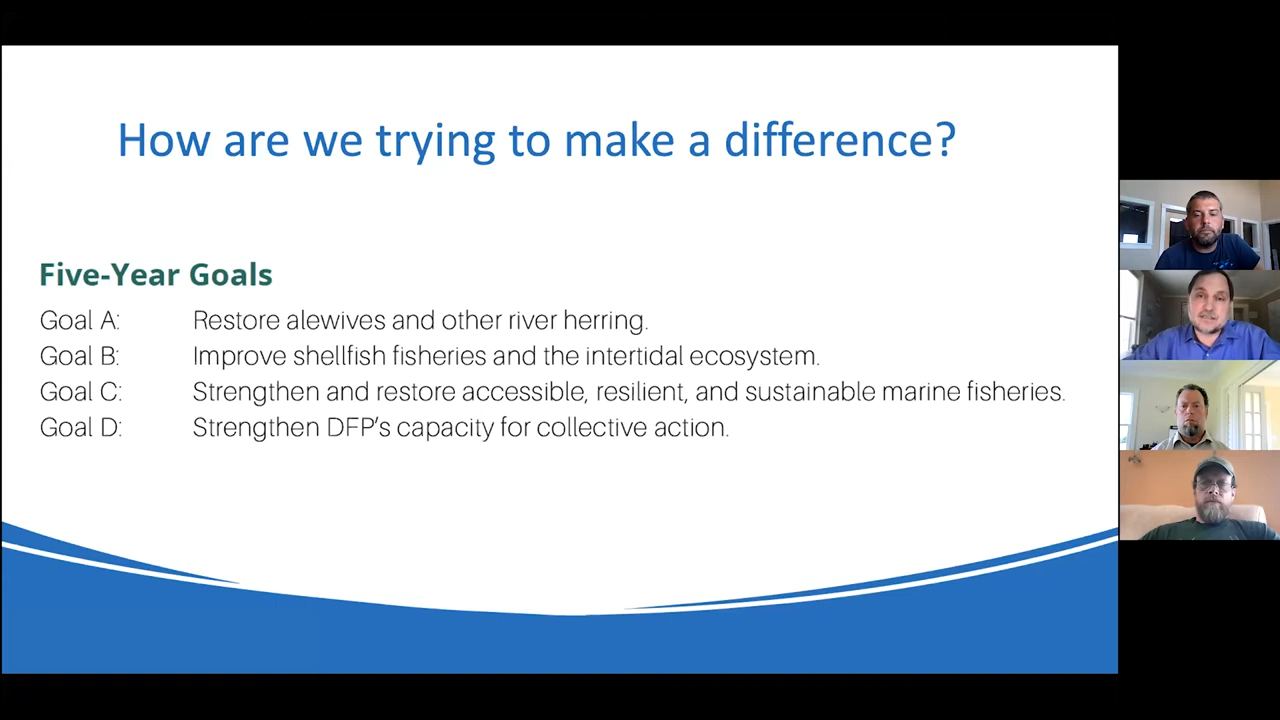 How are we trying to make a difference?
Five-Year Goals
Goal A: Restore alewives and other river herring.
Goal B: Improve shellfish fisheries and the intertidal ecosystem.
Goal C: Strengthen and restore accessible, resilient, and sustainable marine fisheries.
Goal D: Strengthen DFP's capacity for collective action.